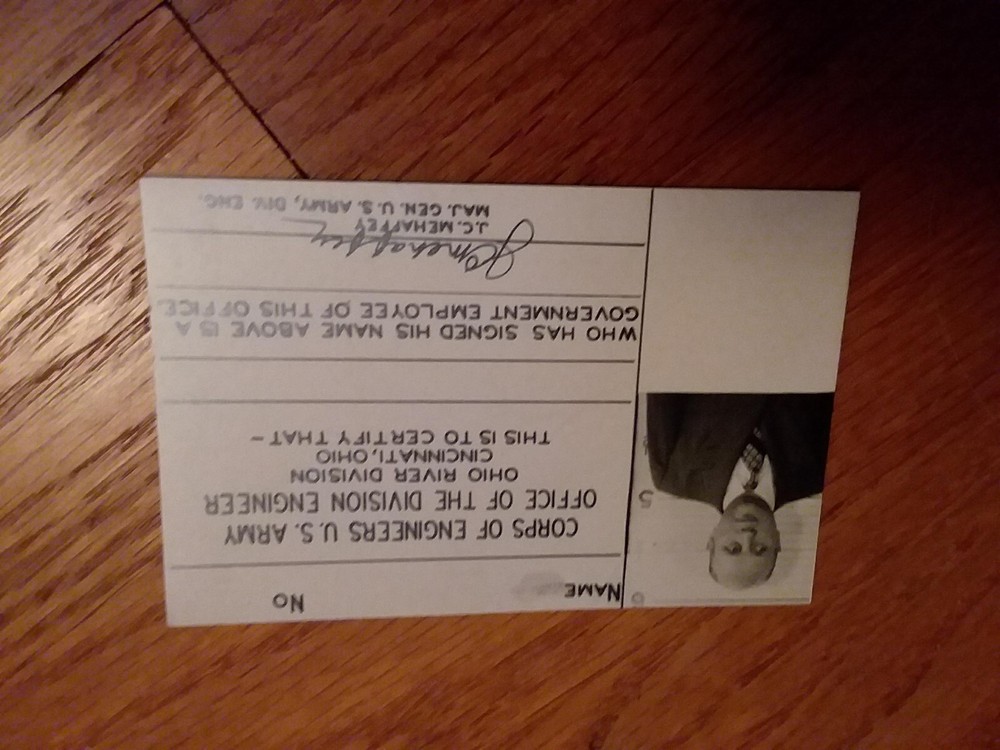 NAME NO
CORPS OF ENGINEERS U.S. ARMY
OFFICE OF THE DIVISION ENGINEER
OHIO RIVER DIVISION
CINCINNATI, OHIO
THIS IS TO CERTIFY THAT –
WHO HAS SIGNED HIS NAME ABOVE IS A
GOVERNMENT EMPLOYEE OF THIS OFFICE.
JCMehaffey
J.C. MEHAFFEY
MAJ. GEN. U.S. ARMY, DIV. ENG.